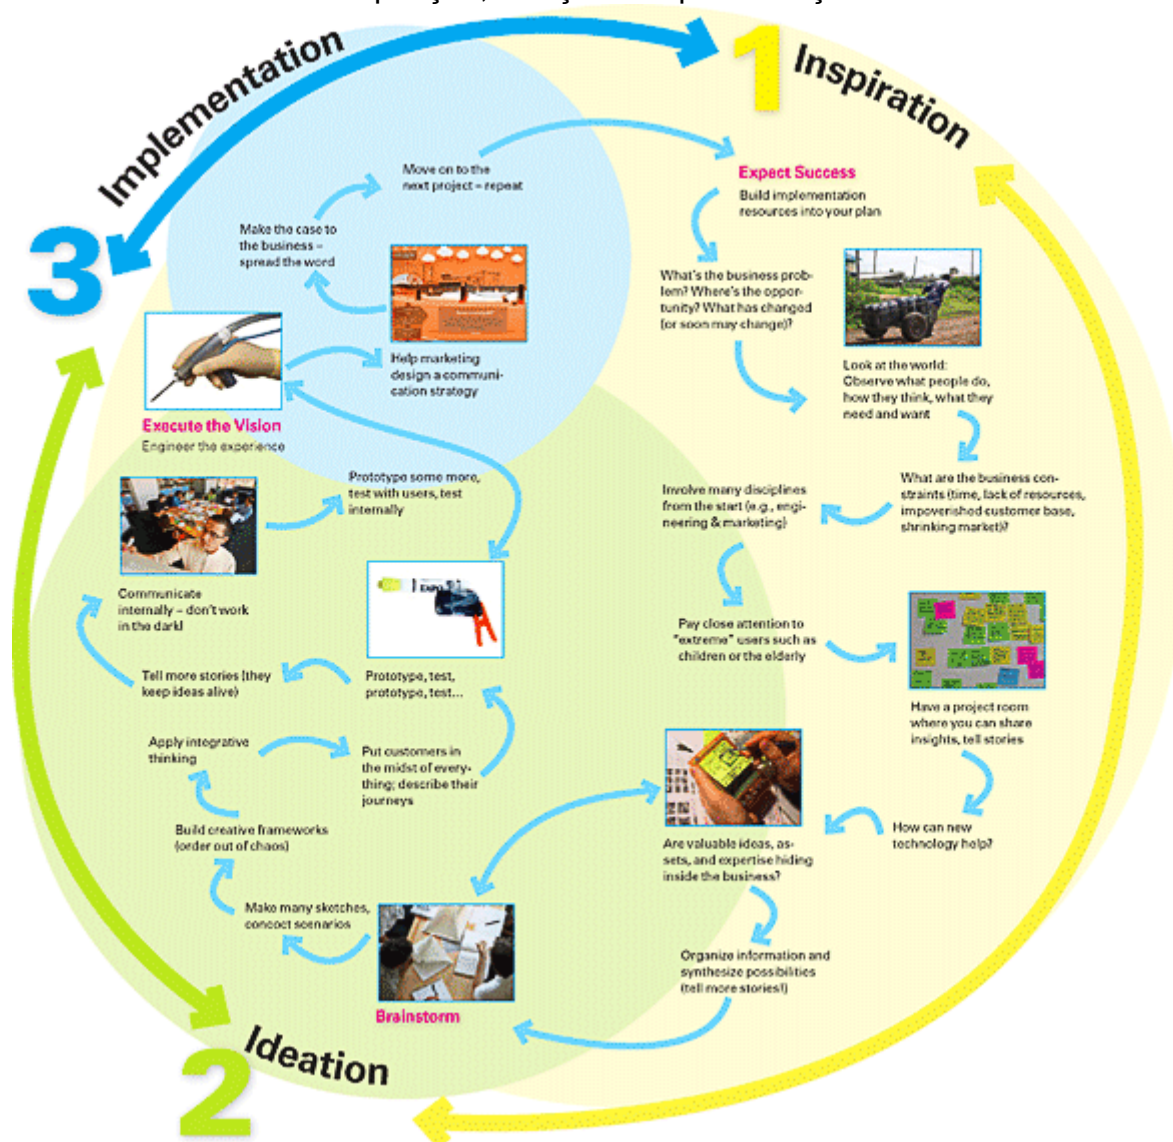 1
Inspiration
Expect Success
Build implementation
resources into your plan
What's the business prob-
lem? Where's the oppor-
tunity? What has changed
(or soon may change)?
Look at the world:
Observe what people do,
how they think, what they
need and want
What are the business con-
straints (time, lack of resources,
impoverished customer base,
shrinking market)?
Involve many disciplines
from the start (e.g., engi-
neering & marketing)
Pay close attention to
"extreme" users such as
children or the elderly
Have a project room
where you can share
insights, tell stories
How can new
technology help?
Are valuable ideas, as-
sets, and expertise hiding
inside the business?
Organize information and
synthesize possibilities
(tell more stories!)
2
Ideation
Brainstorm
Make many sketches,
concoct scenarios
Build creative frameworks
(order out of chaos)
Apply integrative
thinking
Put customers in
the midst of every-
thing; describe their
journeys
EXPO
Prototype, test,
prototype, test...
Tell more stories (they
keep ideas alive)
Communicate
internally – don't work
in the dark!
Prototype some more,
test with users, test
internally
3
Implementation
Execute the Vision
Engineer the experience
Help marketing
design a communi-
cation strategy
Make the case to
the business –
spread the word
Move on to the
next project – repeat